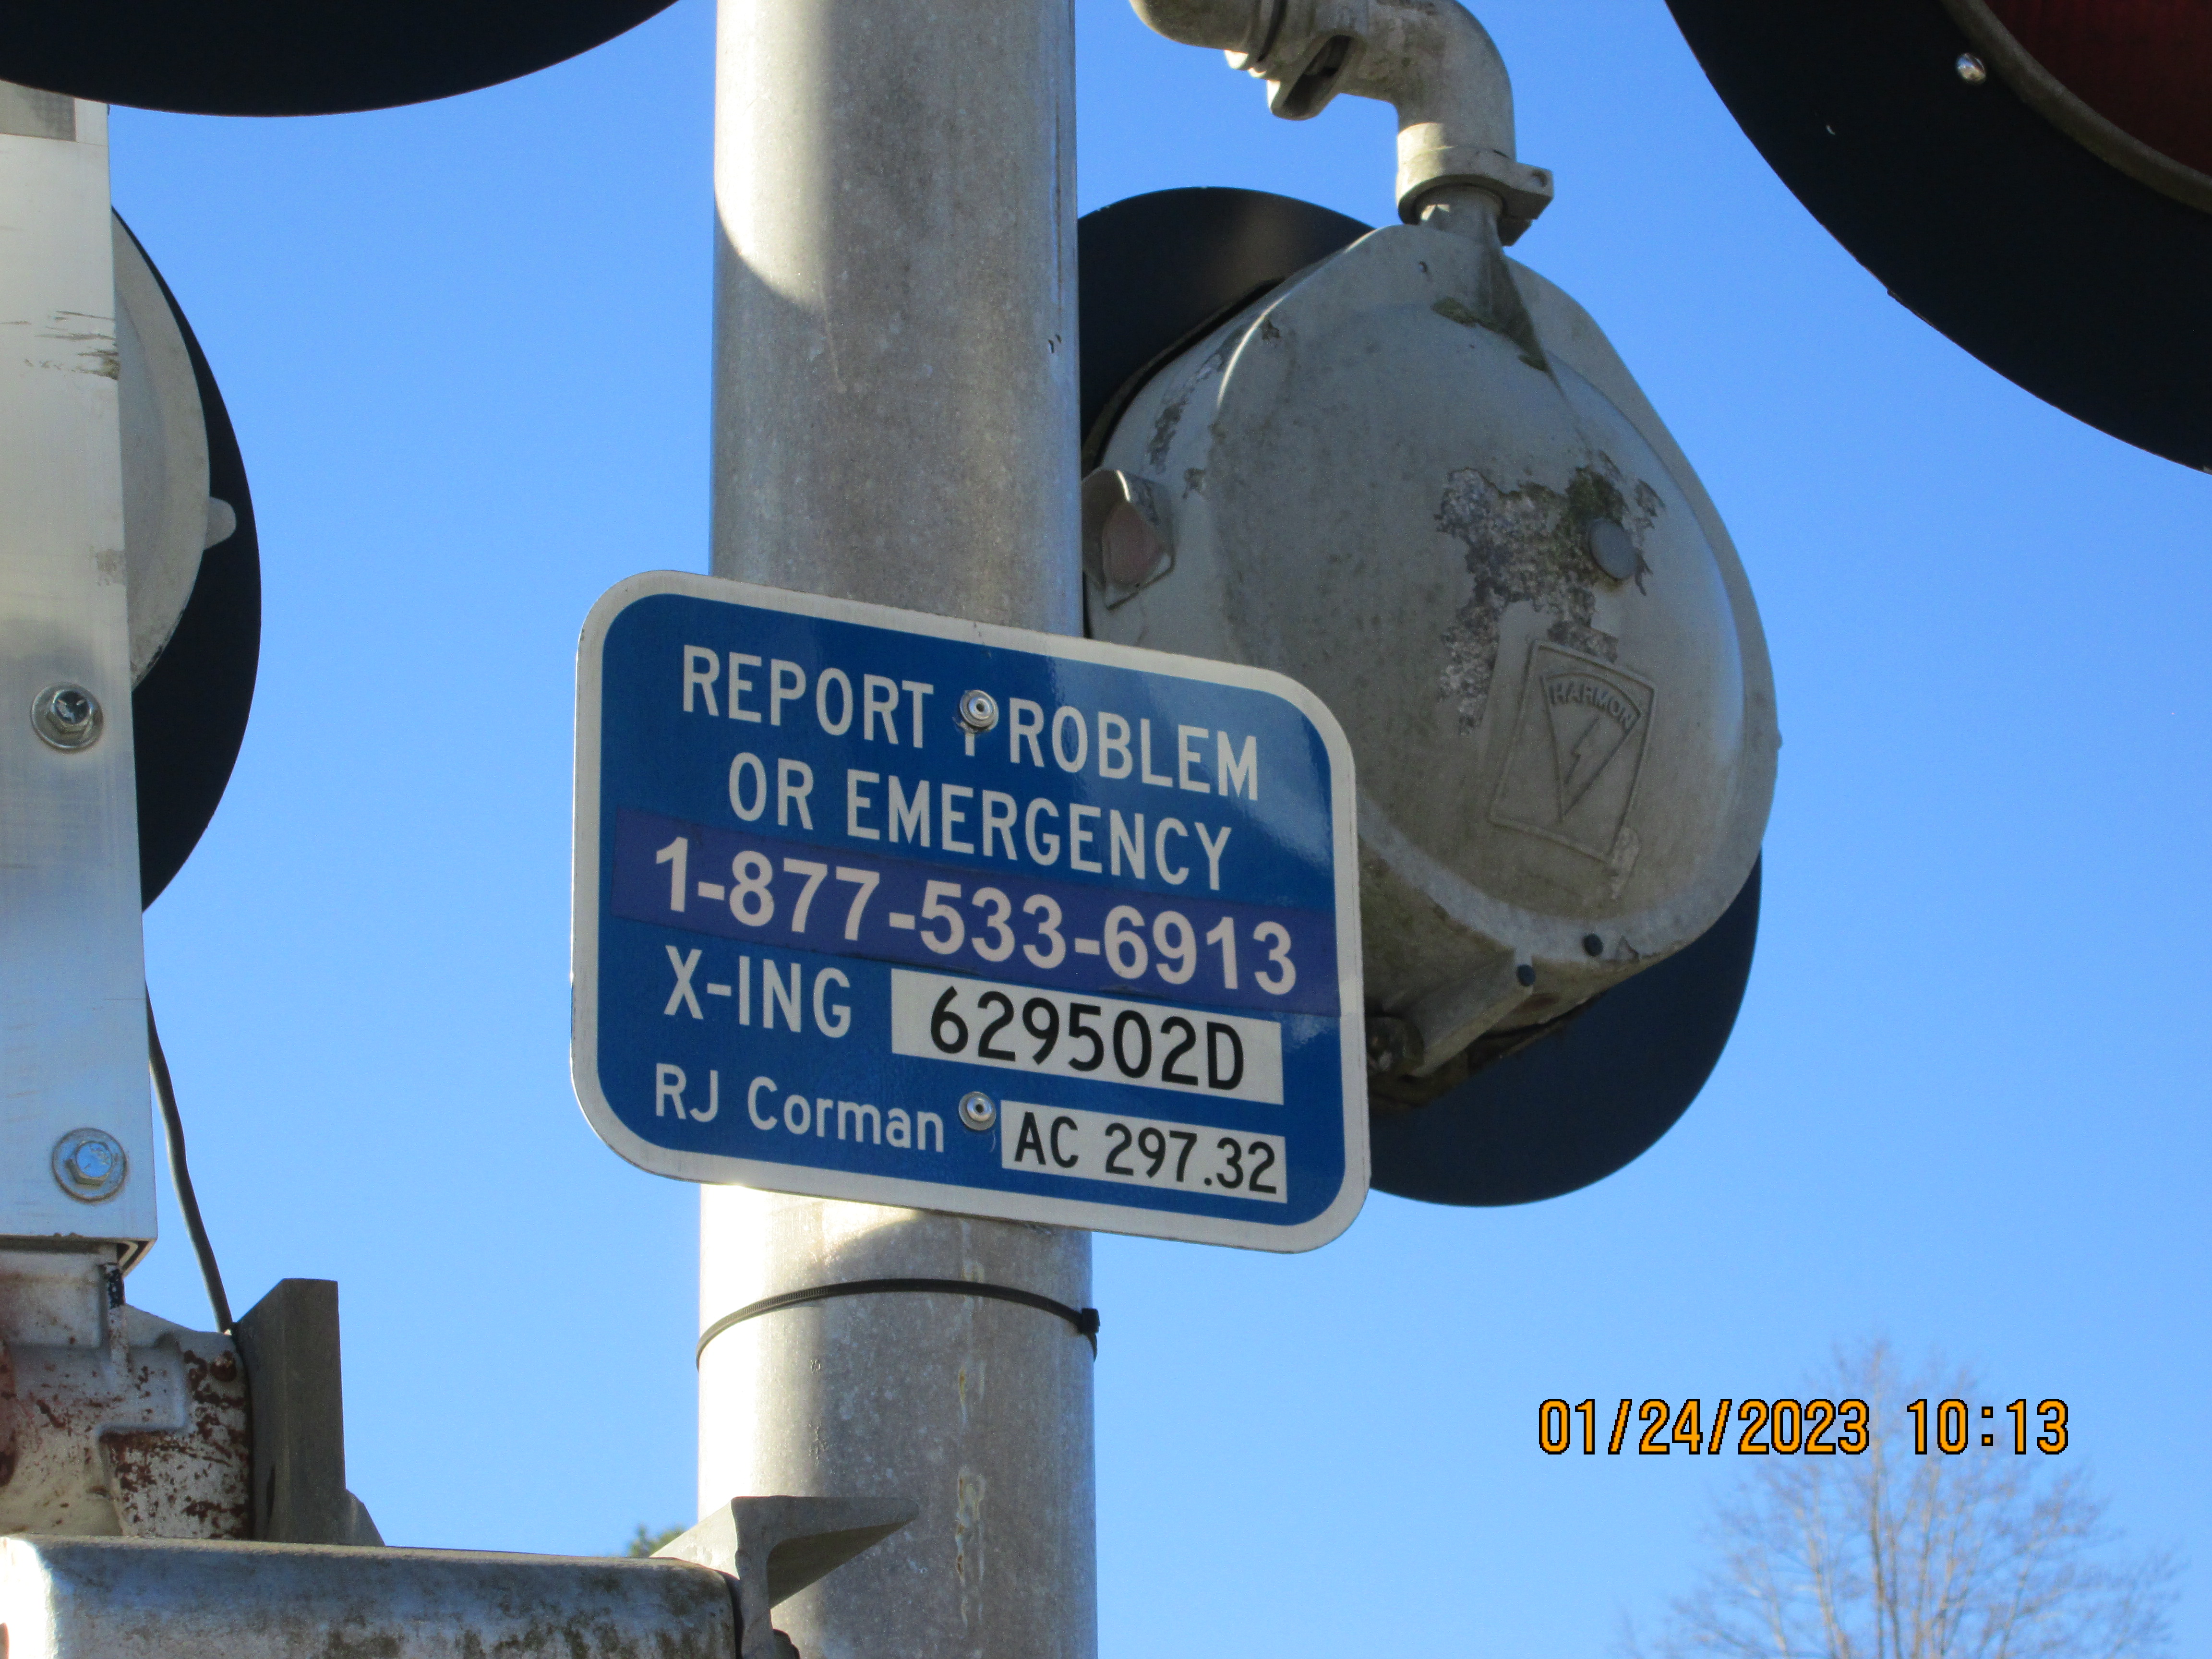 REPORT PROBLEM
OR EMERGENCY
1-877-533-6913
X-ING 629502D
RJ Corman AC 297.32
HARMON
01/24/2023 10:13